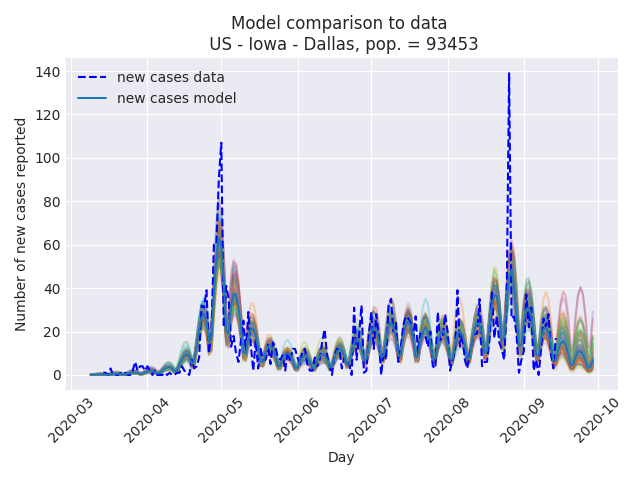 Model comparison to data
US - Iowa - Dallas, pop. = 93453
new cases data
new cases model
Number of new cases reported
140
120
100
80
60
40
20
0
2020-03
2020-04
2020-05
2020-06
2020-07
2020-08
2020-09
2020-10
Day